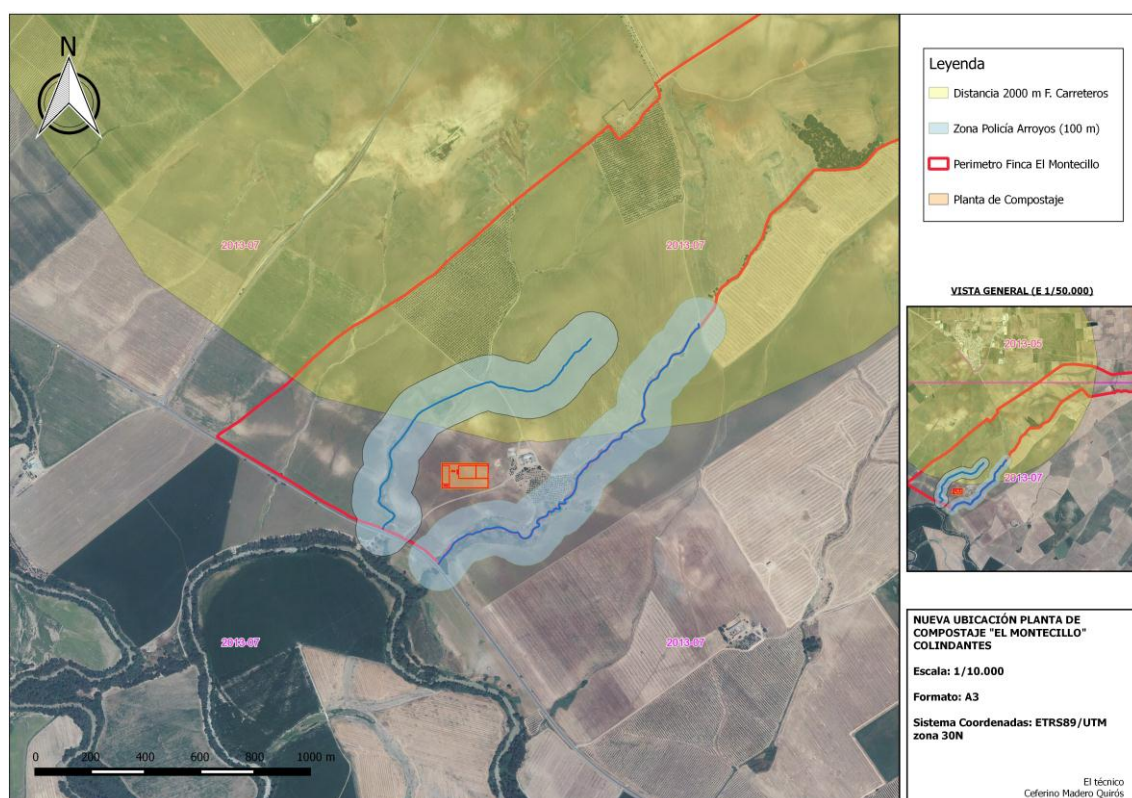 N
2013-07
2013-07
2013-07
2013-07
0 200 400 600 800 1000 m
Leyenda
Distancia 2000 m F. Carreteros
Zona Policía Arroyos (100 m)
Perimetro Finca El Montecillo
Planta de Compostaje
VISTA GENERAL (E 1/50.000)
2013-05
2013-07
NUEVA UBICACIÓN PLANTA DE
COMPOSTAJE "EL MONTECILLO"
COLINDANTES
Escala: 1/10.000
Formato: A3
Sistema Coordenadas: ETRS89/UTM
zona 30N
El técnico
Ceferino Madero Quirós